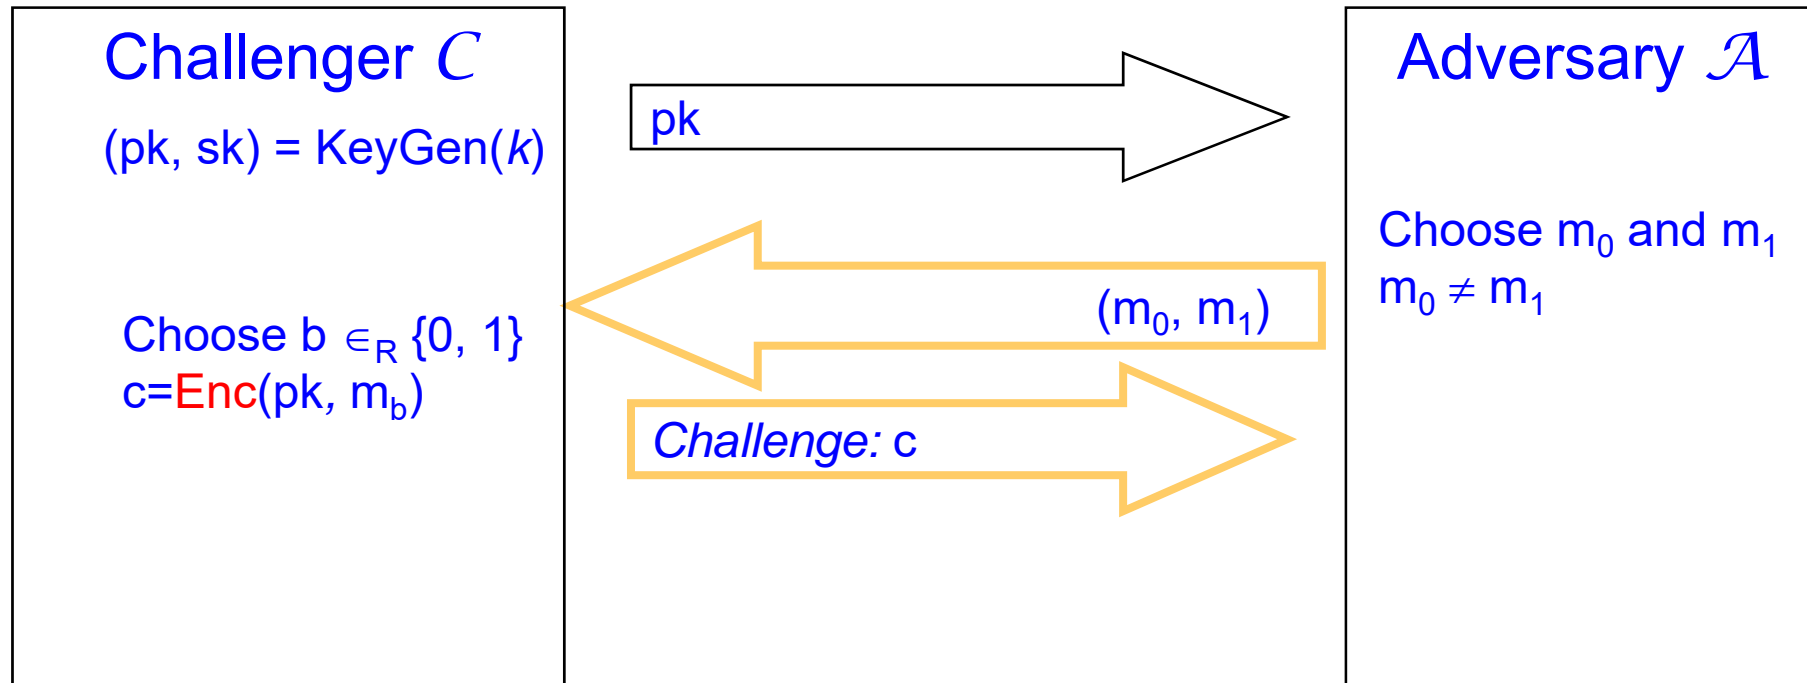 Challenger C
(pk, sk) = KeyGen(k)
Choose b ∈R {0, 1}
c=Enc(pk, mb)
pk
(m0, m1)
Challenge: c
Adversary A
Choose m0 and m1
m0 ≠ m1